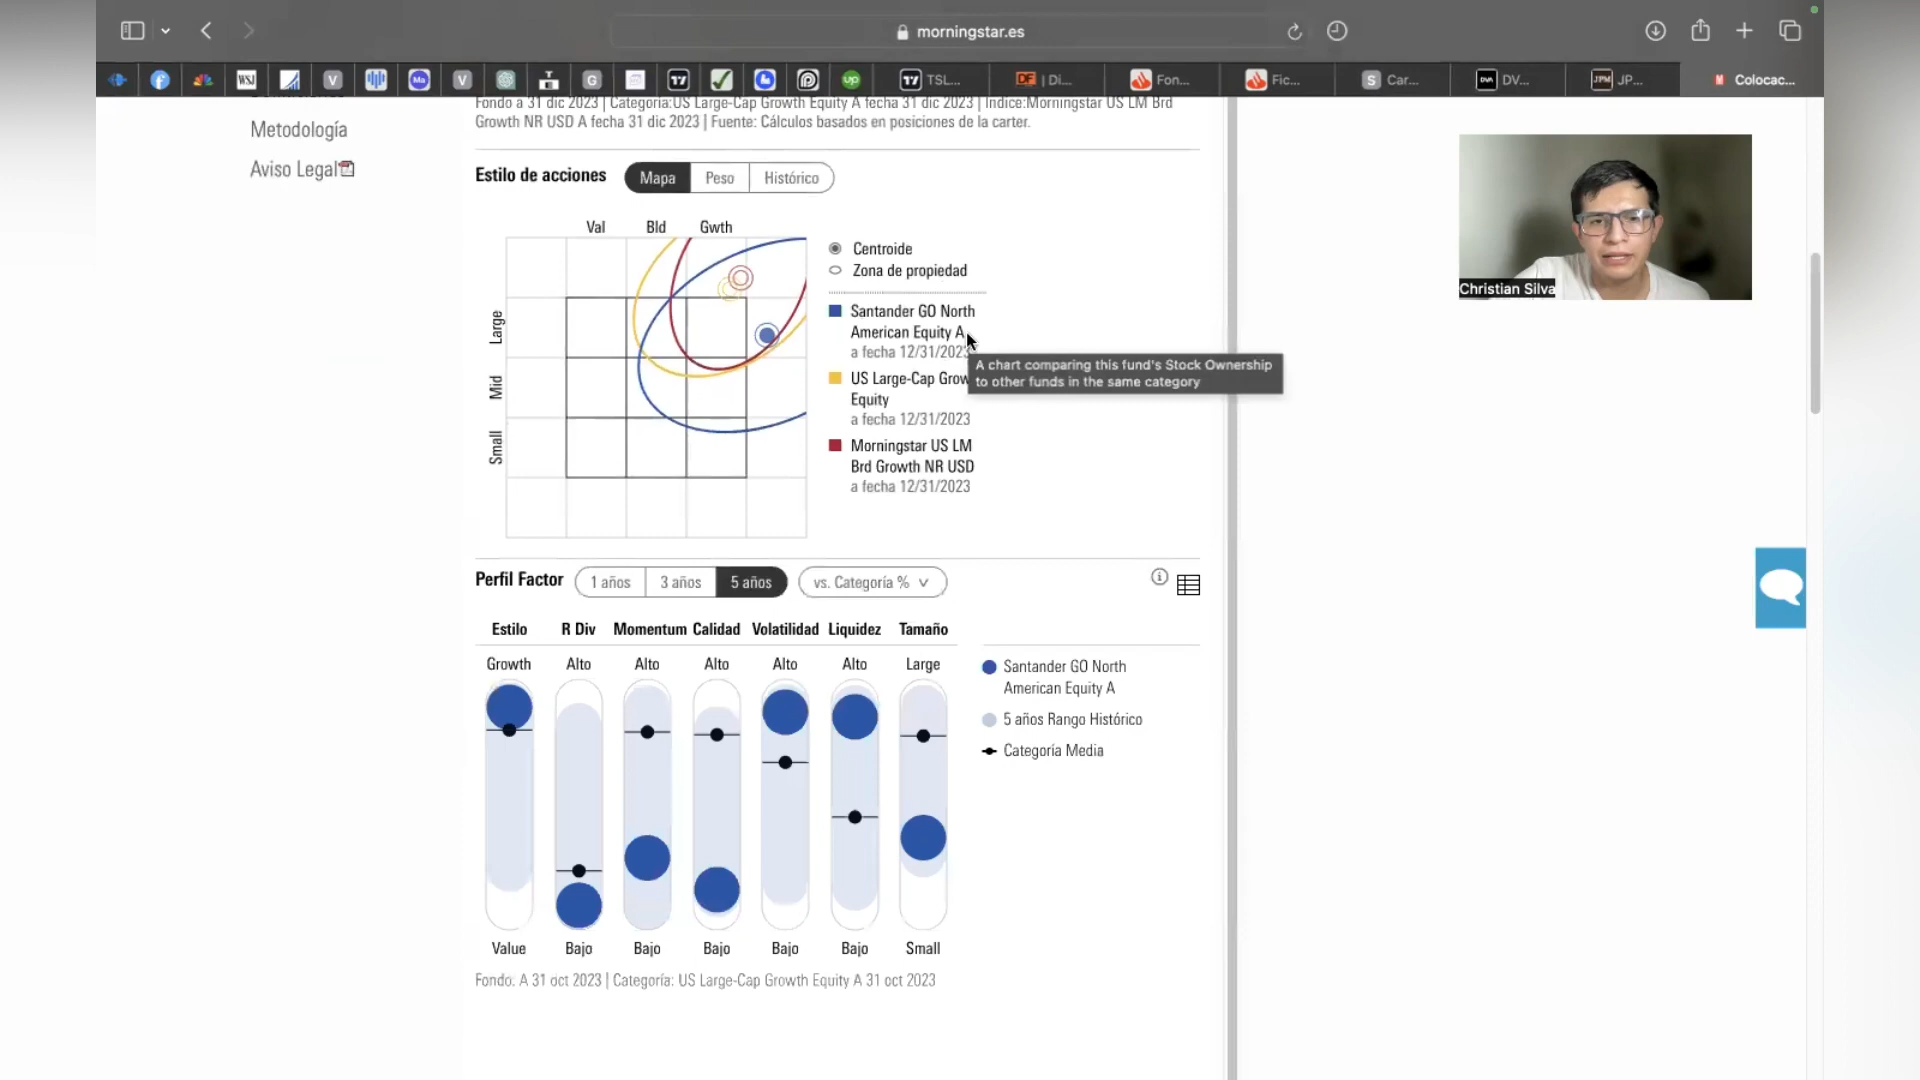 morningstar.es
WSJ
V
Ma
V
G
up
TSL...
DF
| Di...
Fon...
Fic...
S
Car...
DVA
DV...
JPM
JP...
M
Colocac...
Metodología
Aviso Legal
Fondo a 31 dic 2023 | Categoría:US Large-Cap Growth Equity A fecha 31 dic 2023 | Índice:Morningstar US LM Brd
Growth NR USD A fecha 31 dic 2023 | Fuente: Cálculos basados en posiciones de la carter.
Estilo de acciones
Mapa
Peso
Histórico
Val
Bld
Gwth
Large
Mid
Small
Centroide
Zona de propiedad
Santander GO North
American Equity A
a fecha 12/31/2023
US Large-Cap Grow
Equity
a fecha 12/31/2023
Morningstar US LM
Brd Growth NR USD
a fecha 12/31/2023
A chart comparing this fund's Stock Ownership
to other funds in the same category
Christian Silva
Perfil Factor
1 años
3 años
5 años
vs. Categoría %
Estilo
R Div
Momentum
Calidad
Volatilidad
Liquidez
Tamaño
Growth
Alto
Alto
Alto
Alto
Alto
Large
Value
Bajo
Bajo
Bajo
Bajo
Bajo
Small
Santander GO North
American Equity A
5 años Rango Histórico
Categoría Media
Fondo. A 31 oct 2023 | Categoría: US Large-Cap Growth Equity A 31 oct 2023